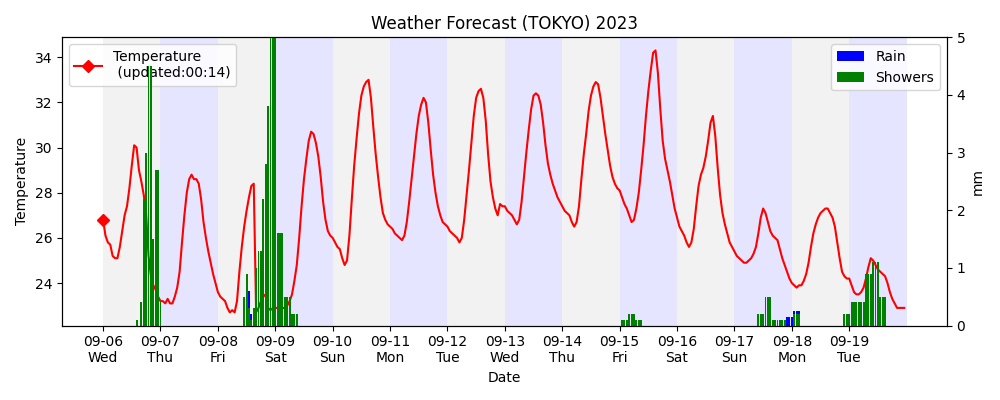 Weather Forecast (TOKYO) 2023
Temperature
(updated:00:14)
Rain
Showers
Temperature
34
32
30
28
26
24
5
4
3
2
1
0
mm
09-06 09-07 09-08 09-09 09-10 09-11 09-12 09-13 09-14 09-15 09-16 09-17 09-18 09-19
Wed Thu Fri Sat Sun Mon Tue Wed Thu Fri Sat Sun Mon Tue
Date